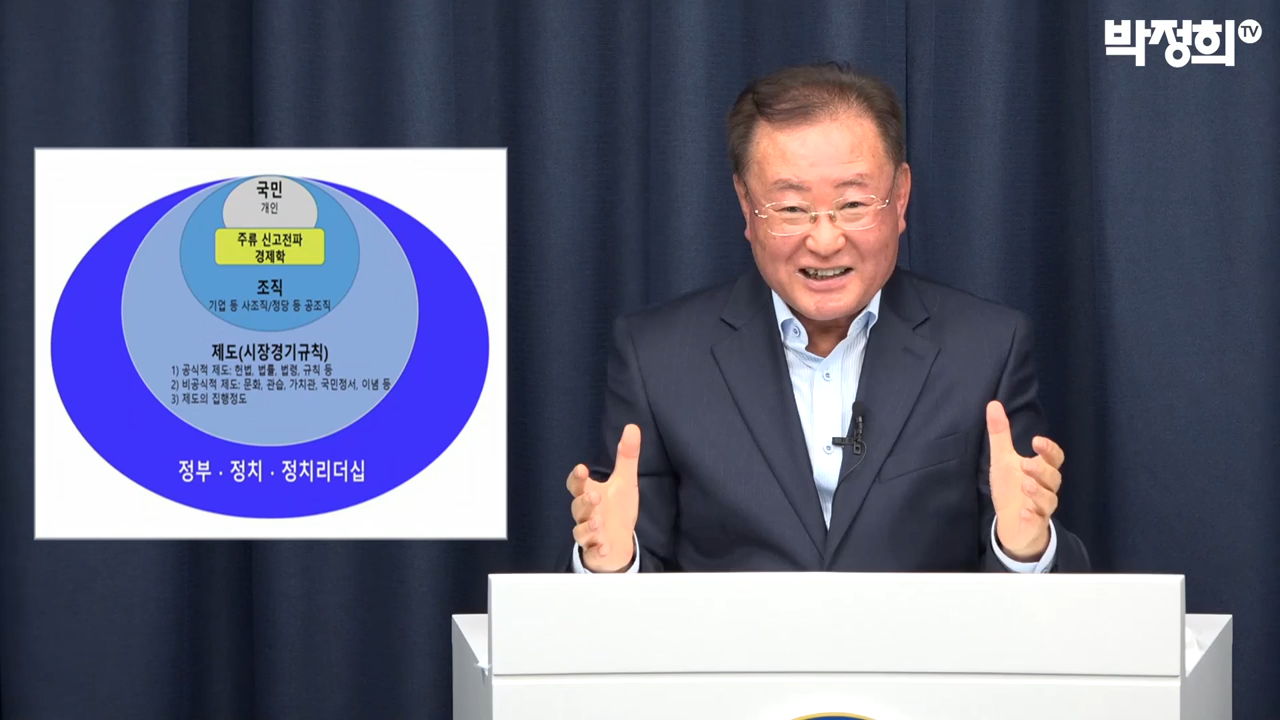 박정희TV
국민
개인
주류 신고전파
경제학
조직
기업 등 사조직/정당 등 공조직
제도(시장경기규칙)
1) 공식적 제도: 헌법, 법률, 법령, 규칙 등
2) 비공식적 제도: 문화, 관습, 가치관, 국민정서, 이념 등
3) 제도의 집행정도
정부 · 정치 · 정치리더십